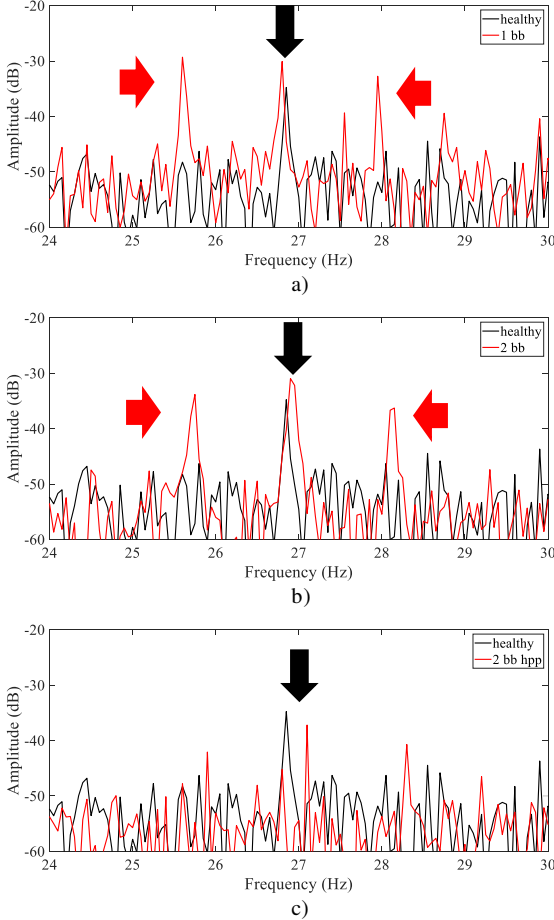 -20
healthy
1 bb
-30
-40
-50
-60
Amplitude (dB)
24 25 26 27 28 29 30
Frequency (Hz)
a)
-20
healthy
2 bb
-30
-40
-50
-60
Amplitude (dB)
24 25 26 27 28 29 30
Frequency (Hz)
b)
-20
healthy
2 bb hpp
-30
-40
-50
-60
Amplitude (dB)
24 25 26 27 28 29 30
Frequency (Hz)
c)